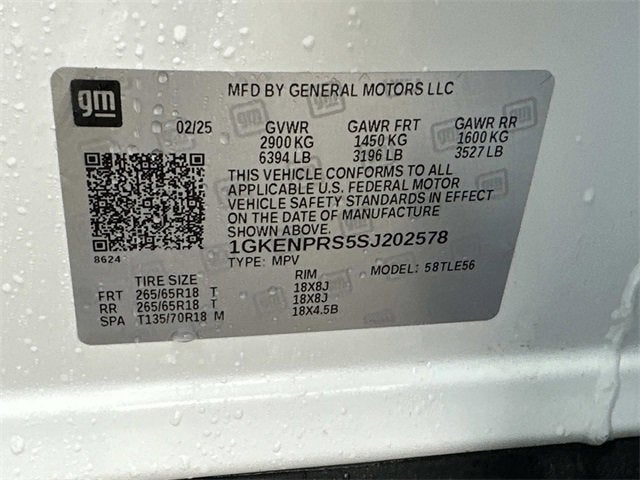 gm
MFD BY GENERAL MOTORS LLC
02/25 GVWR GAWR FRT GAWR RR
2900 KG 1450 KG 1600 KG
6394 LB 3196 LB 3527 LB
THIS VEHICLE CONFORMS TO ALL
APPLICABLE U.S. FEDERAL MOTOR
VEHICLE SAFETY STANDARDS IN EFFECT
ON THE DATE OF MANUFACTURE
SHOWN ABOVE.
1GKENPRS5SJ202578
8624
TYPE: MPV MODEL: 58TLE56
TIRE SIZE RIM
FRT 265/65R18 T 18X8J
RR 265/65R18 T 18X8J
SPA T135/70R18 M 18X4.5B